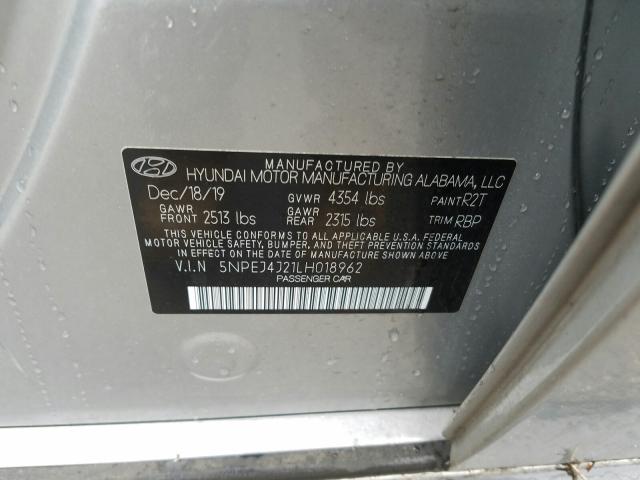 MANUFACTURED BY
HYUNDAI MOTOR MANUFACTURING ALABAMA, LLC
Dec/18/19 GVWR 4354 lbs PAINT R2T
GAWR FRONT 2513 lbs GAWR REAR 2315 lbs TRIM RBP
THIS VEHICLE CONFORMS TO ALL APPLICABLE U.S.A. FEDERAL
MOTOR VEHICLE SAFETY, BUMPER, AND THEFT PREVENTION STANDARDS
IN EFFECT ON THE DATE OF MANUFACTURE SHOWN ABOVE.
V.I.N 5NPEJ4J21LH018962
PASSENGER CAR